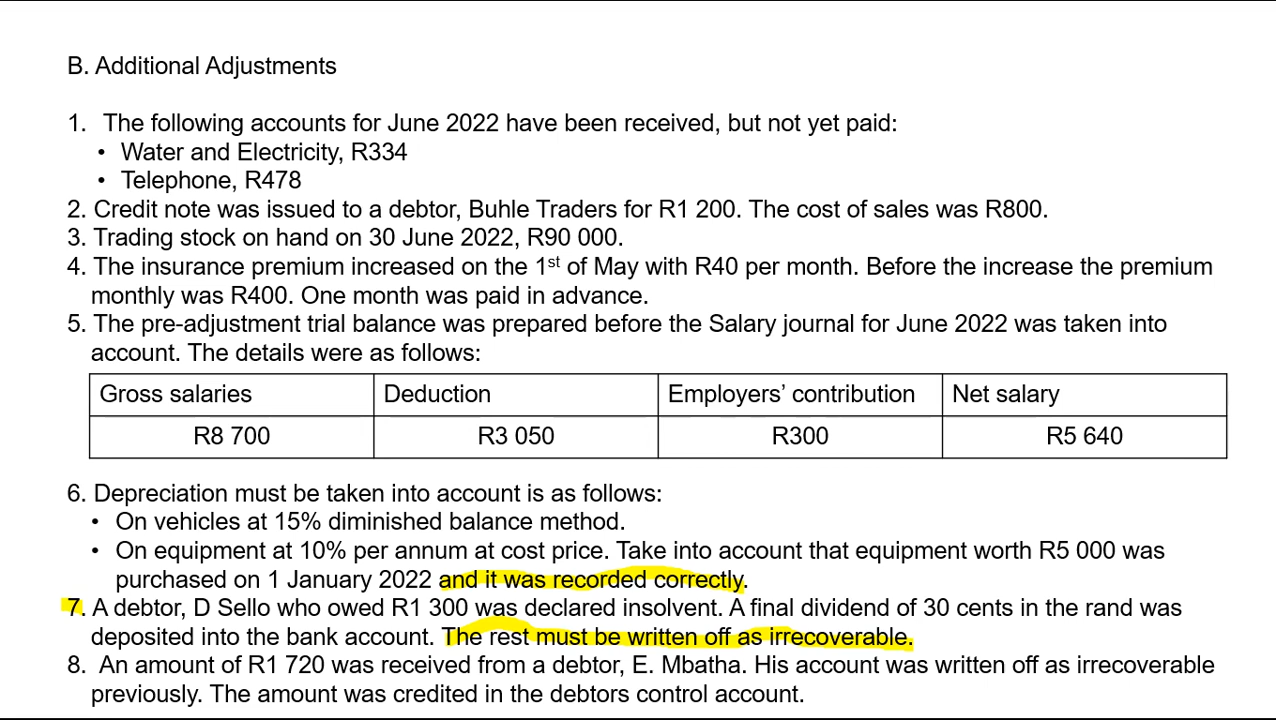 B. Additional Adjustments
1. The following accounts for June 2022 have been received, but not yet paid:
• Water and Electricity, R334
• Telephone, R478
2. Credit note was issued to a debtor, Buhle Traders for R1 200. The cost of sales was R800.
3. Trading stock on hand on 30 June 2022, R90 000.
4. The insurance premium increased on the 1st of May with R40 per month. Before the increase the premium
monthly was R400. One month was paid in advance.
5. The pre-adjustment trial balance was prepared before the Salary journal for June 2022 was taken into
account. The details were as follows:
Gross salaries Deduction Employers’ contribution Net salary
R8 700 R3 050 R300 R5 640
6. Depreciation must be taken into account is as follows:
• On vehicles at 15% diminished balance method.
• On equipment at 10% per annum at cost price. Take into account that equipment worth R5 000 was
purchased on 1 January 2022 and it was recorded correctly.
7. A debtor, D Sello who owed R1 300 was declared insolvent. A final dividend of 30 cents in the rand was
deposited into the bank account. The rest must be written off as irrecoverable.
8. An amount of R1 720 was received from a debtor, E. Mbatha. His account was written off as irrecoverable
previously. The amount was credited in the debtors control account.